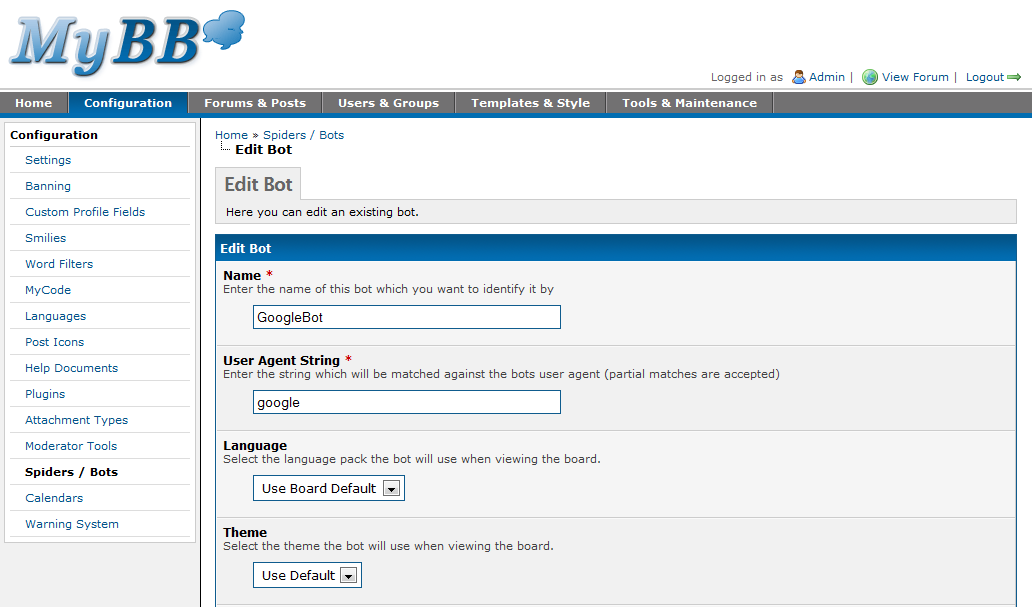 MyBB
Logged in as Admin | View Forum | Logout
Home Configuration Forums & Posts Users & Groups Templates & Style Tools & Maintenance
Configuration
Settings
Banning
Custom Profile Fields
Smilies
Word Filters
MyCode
Languages
Post Icons
Help Documents
Plugins
Attachment Types
Moderator Tools
Spiders / Bots
Calendars
Warning System
Home » Spiders / Bots
Edit Bot
Edit Bot
Here you can edit an existing bot.
Edit Bot
Name *
Enter the name of this bot which you want to identify it by
GoogleBot
User Agent String *
Enter the string which will be matched against the bots user agent (partial matches are accepted)
google
Language
Select the language pack the bot will use when viewing the board.
Use Board Default
Theme
Select the theme the bot will use when viewing the board.
Use Default